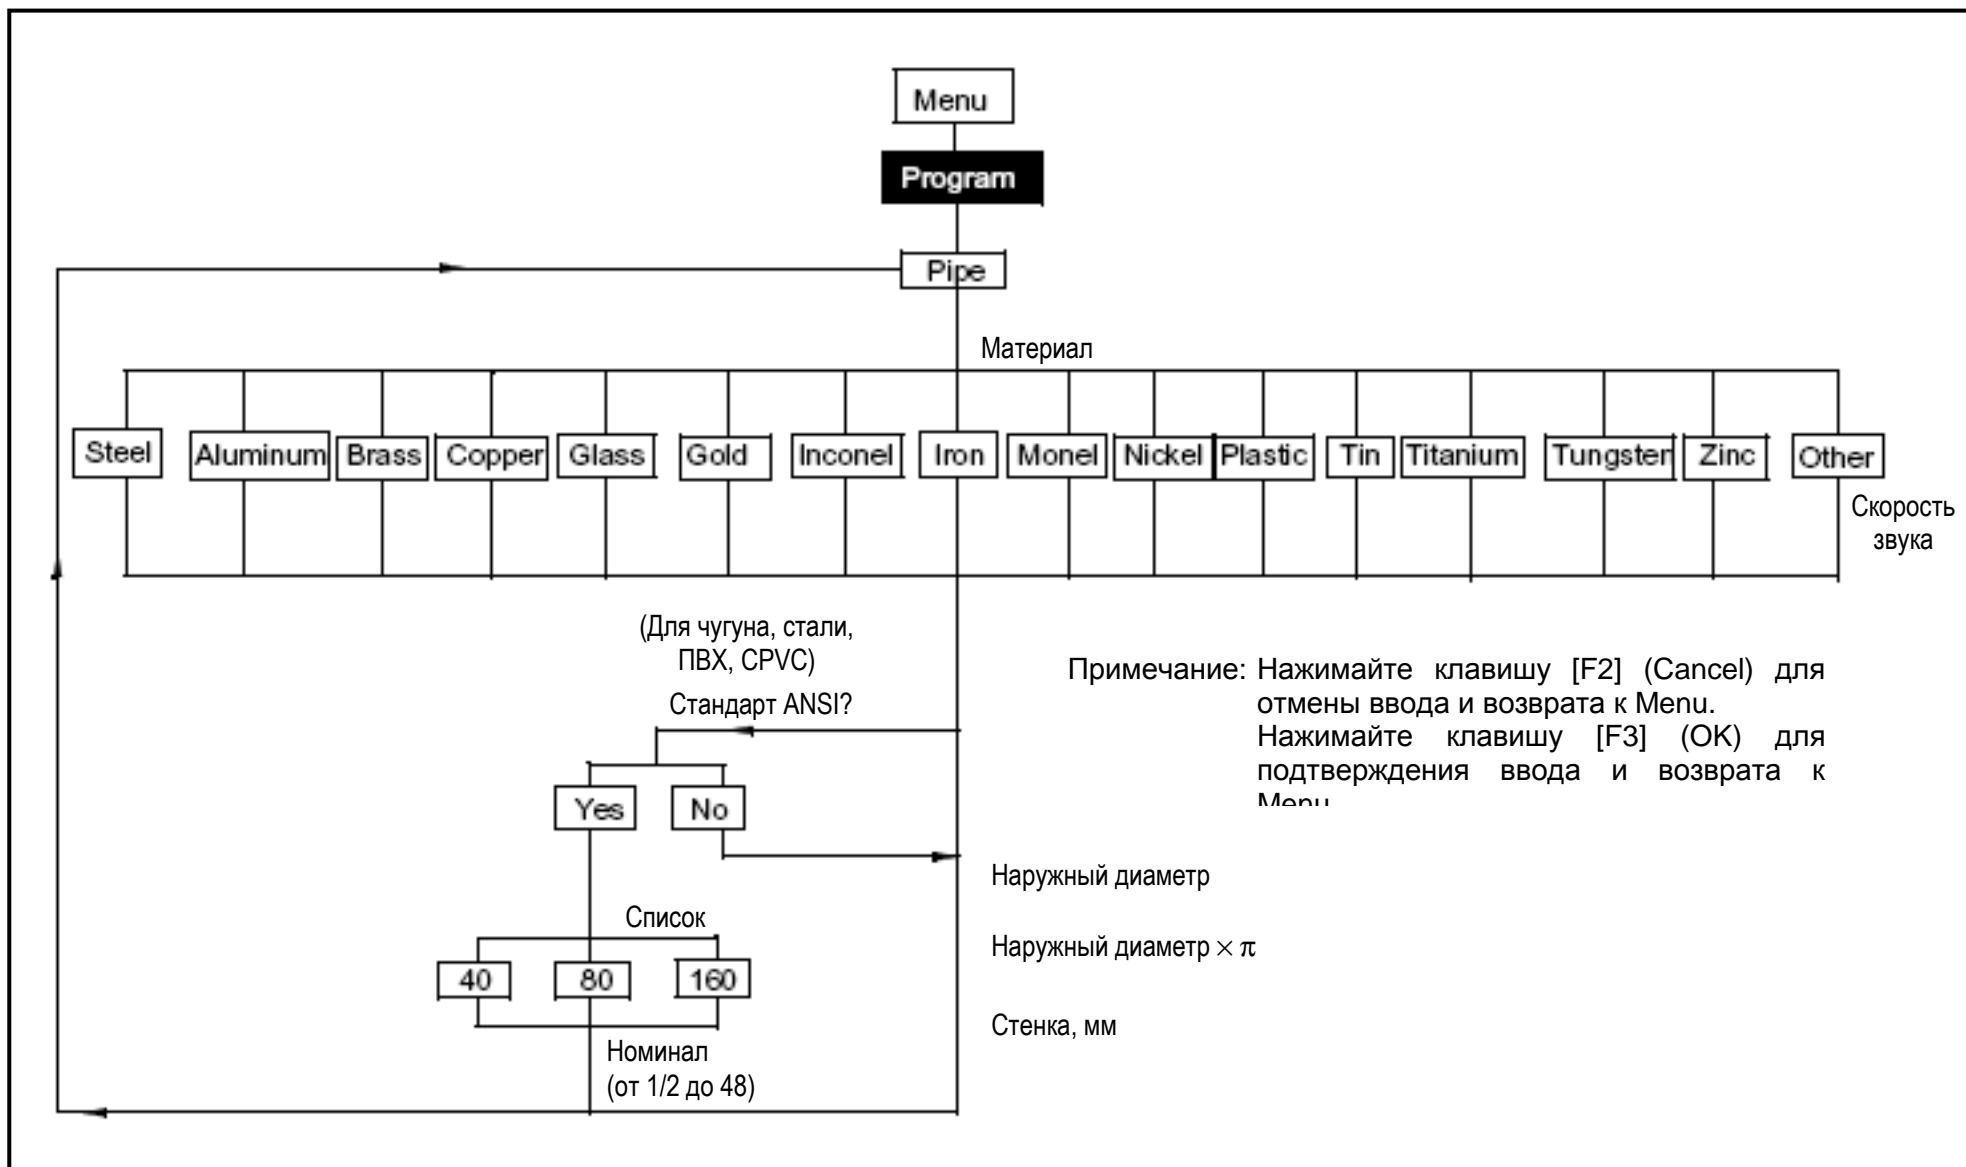 Menu
Program
Pipe
Материал
Steel Aluminum Brass Copper Glass Gold Inconel Iron Monel Nickel Plastic Tin Titanium Tungsten Zinc Other
Скорость
звука
(Для чугуна, стали,
ПВХ, CPVC)
Стандарт ANSI?
Примечание: Нажимайте клавишу [F2] (Cancel) для
отмены ввода и возврата к Menu.
Нажимайте клавишу [F3] (OK) для
подтверждения ввода и возврата к
Menu
Yes No
Наружный диаметр
Список
Наружный диаметр × π
40 80 160
Стенка, мм
Номинал
(от 1/2 до 48)